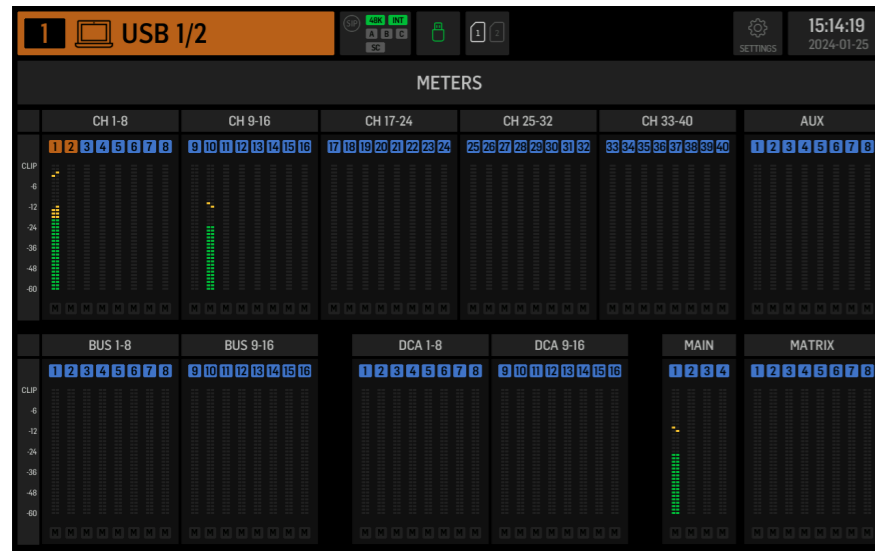 1 USB 1/2 SIP 48K INT 1 2 15:14:19
A B C
SC SETTINGS 2024-01-25
METERS
CH 1-8 CH 9-16 CH 17-24 CH 25-32 CH 33-40 AUX
1 2 3 4 5 6 7 8 9 10 11 12 13 14 15 16 17 18 19 20 21 22 23 24 25 26 27 28 29 30 31 32 33 34 35 36 37 38 39 40 1 2 3 4 5 6 7 8
CLIP
-6
-12
-24
-36
-48
-60
M M M M M M M M M M M M M M M M M M M M M M M M M M M M M M M M M M M M M M M M M M M M M M M M
BUS 1-8 BUS 9-16 DCA 1-8 DCA 9-16 MAIN MATRIX
1 2 3 4 5 6 7 8 9 10 11 12 13 14 15 16 1 2 3 4 5 6 7 8 9 10 11 12 13 14 15 16 1 2 3 4 1 2 3 4 5 6 7 8
CLIP
-6
-12
-24
-36
-48
-60
M M M M M M M M M M M M M M M M M M M M M M M M M M M M M M M M M M M M M M M M M M M M